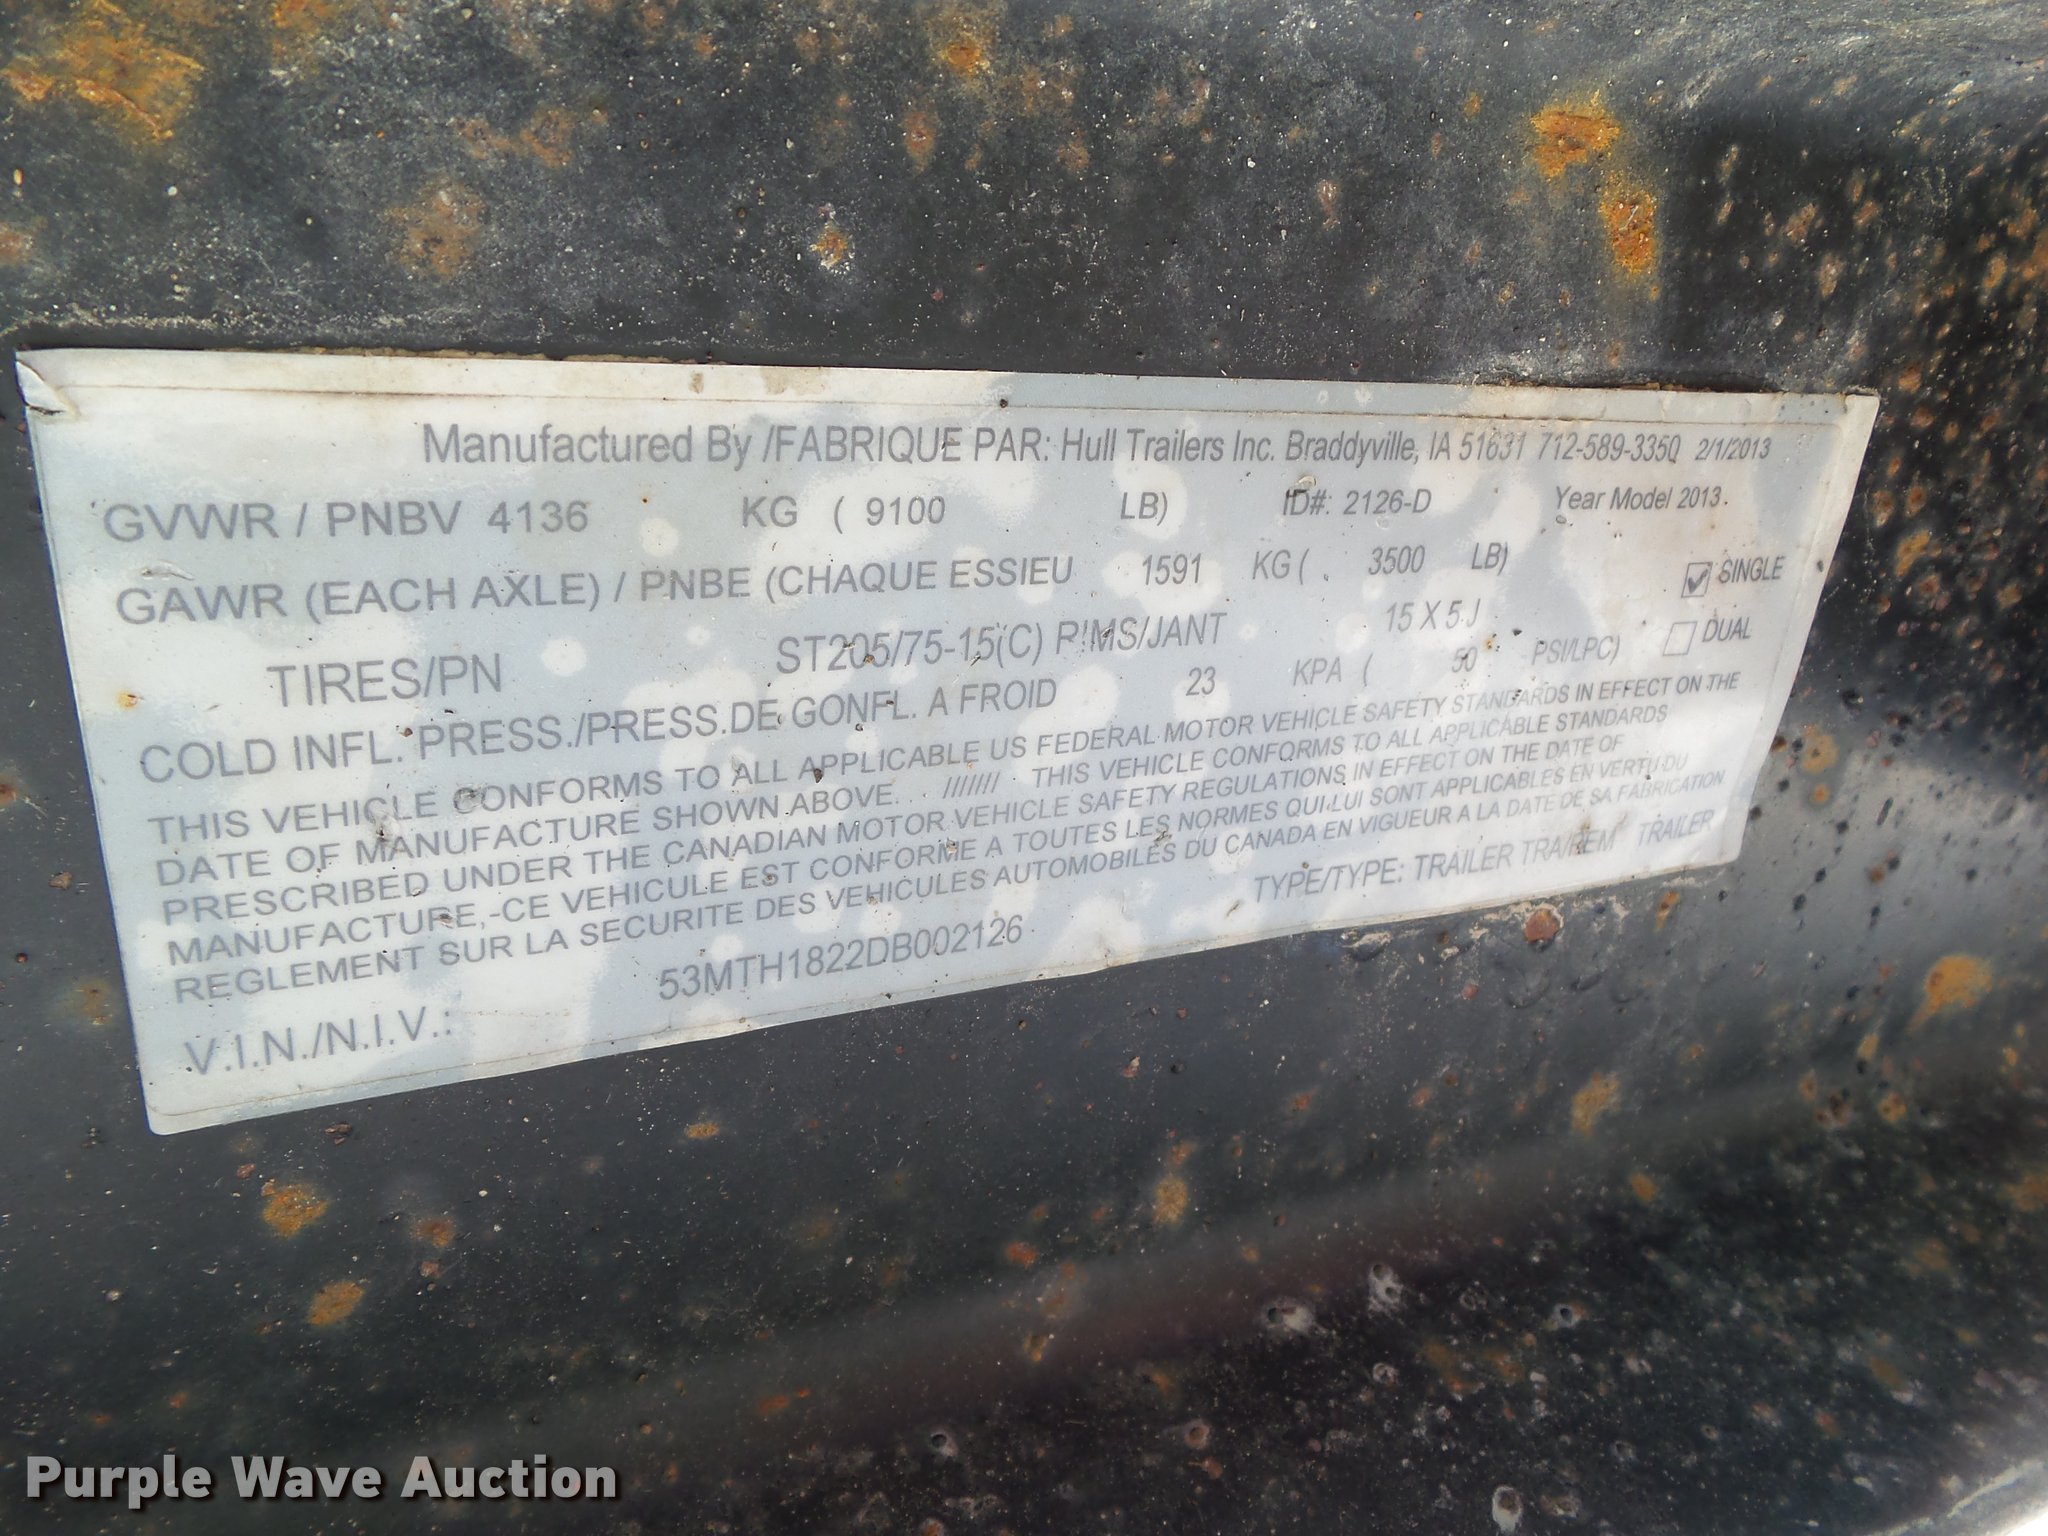 Manufactured By /FABRIQUE PAR: Hull Trailers Inc. Braddyville, IA 51631 712-589-3350 2/1/2013
GVWR / PNBV 4136 KG ( 9100 LB) ID#: 2126-D Year Model 2013.
GAWR (EACH AXLE) / PNBE (CHAQUE ESSIEU 1591 KG ( 3500 LB) SINGLE
TIRES/PN ST205/75-15(C) RIMS/JANT 15 X 5 J DUAL
COLD INFL. PRESS./PRESS.DE GONFL. A FROID 23 KPA ( 50 PSI/LPC)
THIS VEHICLE CONFORMS TO ALL APPLICABLE US FEDERAL MOTOR VEHICLE SAFETY STANDARDS IN EFFECT ON THE
DATE OF MANUFACTURE SHOWN ABOVE. /////// THIS VEHICLE CONFORMS TO ALL APPLICABLE STANDARDS
PRESCRIBED UNDER THE CANADIAN MOTOR VEHICLE SAFETY REGULATIONS IN EFFECT ON THE DATE OF
MANUFACTURE,-CE VEHICULE EST CONFORME A TOUTES LES NORMES QUI LUI SONT APPLICABLES EN VERTU DU
REGLEMENT SUR LA SECURITE DES VEHICULES AUTOMOBILES DU CANADA EN VIGUEUR A LA DATE DE SA FABRICATION
V.I.N./N.I.V.: 53MTH1822DB002126 TYPE/TYPE: TRAILER TRA/REM TRAILER
Purple Wave Auction